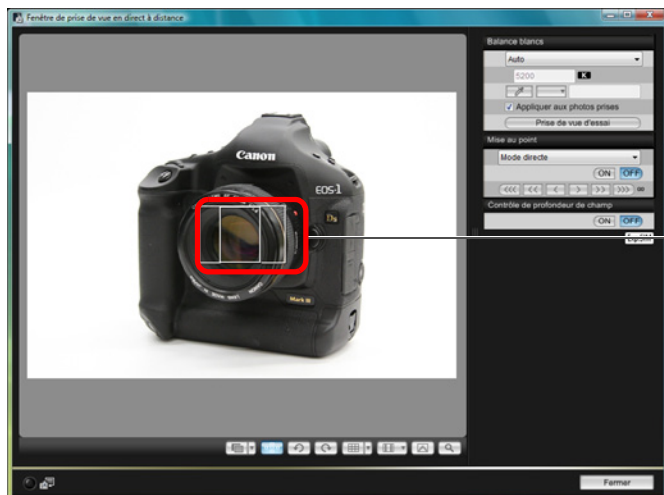 Fenêtre de prise de vue en direct à distance
Balance blancs
Auto
5200
K
Appliquer aux photos prises
Prise de vue d'essai
Mise au point
Mode directe
ON OFF
<<< << < > >> >>> ∞
Contrôle de profondeur de champ
ON OFF
ExpSIM
Canon
EOS-1
Ds
Mark III
Fermer